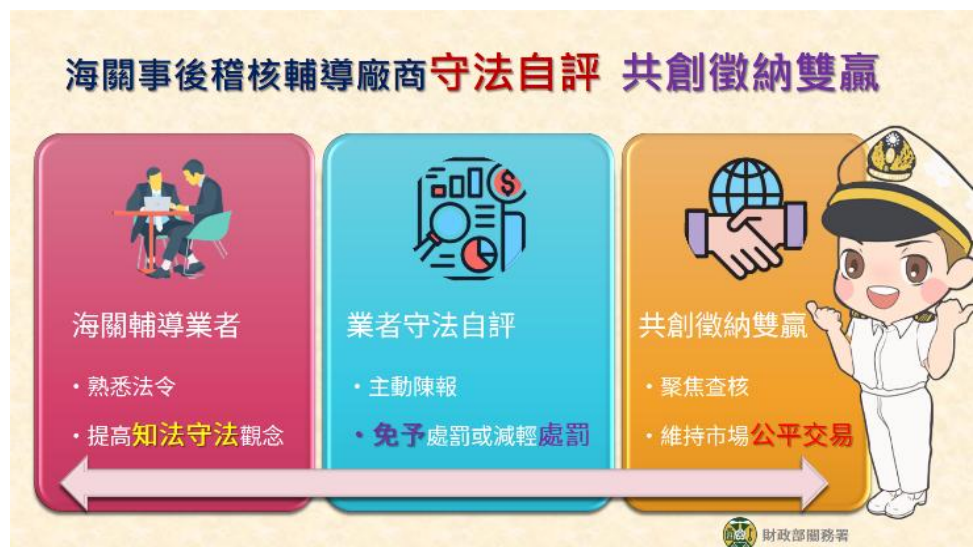 海關事後稽核輔導廠商守法自評 共創徵納雙贏
海關輔導業者
・熟悉法令
・提高知法守法觀念
業者守法自評
・主動陳報
・免予處罰或減輕處罰
共創徵納雙贏
・聚焦查核
・維持市場公平交易
財政部關務署